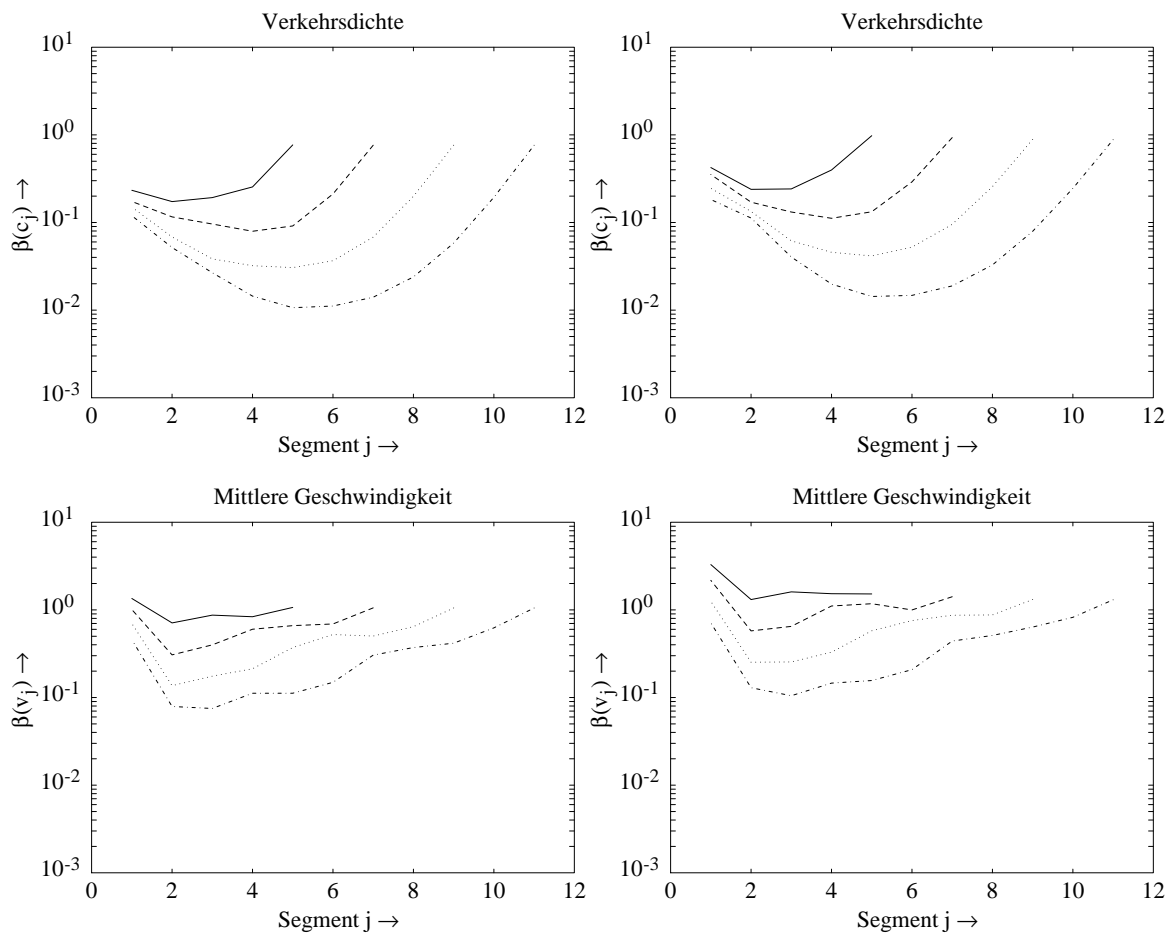 Verkehrsdichte
10^1
10^0
10^-1
10^-2
10^-3
β(c_j) →
0 2 4 6 8 10 12
Segment j →
Verkehrsdichte
10^1
10^0
10^-1
10^-2
10^-3
β(c_j) →
0 2 4 6 8 10 12
Segment j →
Mittlere Geschwindigkeit
10^1
10^0
10^-1
10^-2
10^-3
β(v_j) →
0 2 4 6 8 10 12
Segment j →
Mittlere Geschwindigkeit
10^1
10^0
10^-1
10^-2
10^-3
β(v_j) →
0 2 4 6 8 10 12
Segment j →